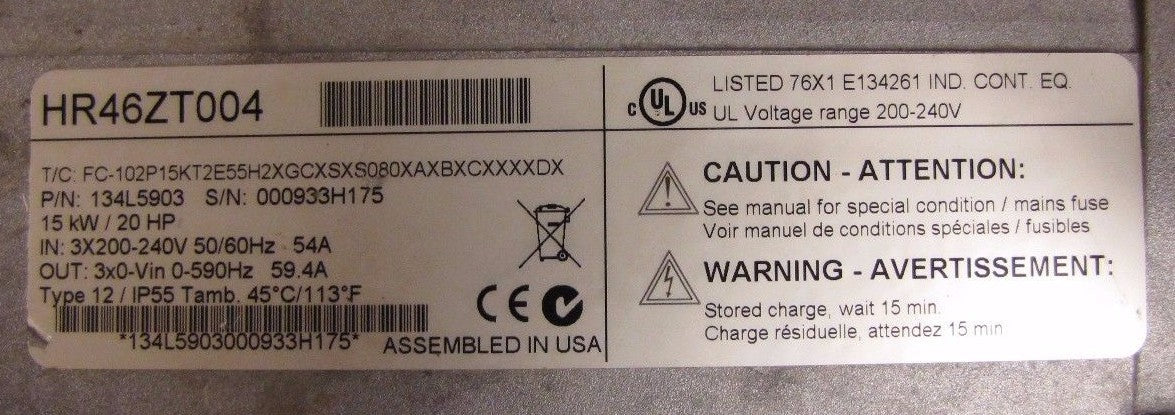 HR46ZT004
T/C: FC-102P15KT2E55H2XGCXSXS080XAXBXCXXXXDX
P/N: 134L5903 S/N: 000933H175
15 kW / 20 HP
IN: 3X200-240V 50/60Hz 54A
OUT: 3x0-Vin 0-590Hz 59.4A
Type 12 / IP55 Tamb. 45°C/113°F
CE
*134L5903000933H175* ASSEMBLED IN USA
c UL US LISTED 76X1 E134261 IND. CONT. EQ.
UL Voltage range 200-240V
CAUTION - ATTENTION:
See manual for special condition / mains fuse
Voir manuel de conditions spéciales / fusibles
WARNING - AVERTISSEMENT:
Stored charge, wait 15 min.
Charge résiduelle, attendez 15 min